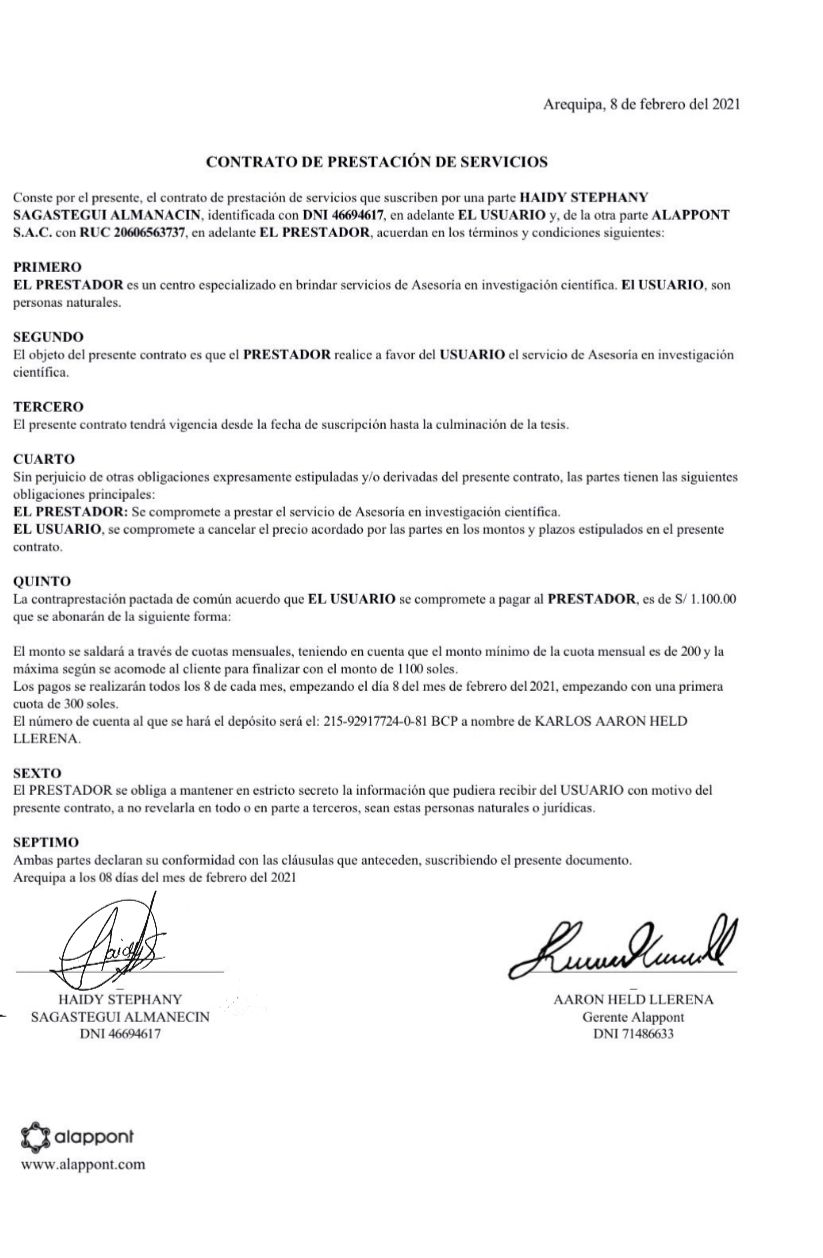 Arequipa, 8 de febrero del 2021
CONTRATO DE PRESTACIÓN DE SERVICIOS
Conste por el presente, el contrato de prestación de servicios que suscriben por una parte HAIDY STEPHANY
SAGASTEGUI ALMANACIN, identificada con DNI 46694617, en adelante EL USUARIO y, de la otra parte ALAPPONT
S.A.C. con RUC 20606563737, en adelante EL PRESTADOR, acuerdan en los términos y condiciones siguientes:
PRIMERO
EL PRESTADOR es un centro especializado en brindar servicios de Asesoría en investigación científica. El USUARIO, son
personas naturales.
SEGUNDO
El objeto del presente contrato es que el PRESTADOR realice a favor del USUARIO el servicio de Asesoría en investigación
científica.
TERCERO
El presente contrato tendrá vigencia desde la fecha de suscripción hasta la culminación de la tesis.
CUARTO
Sin perjuicio de otras obligaciones expresamente estipuladas y/o derivadas del presente contrato, las partes tienen las siguientes
obligaciones principales:
EL PRESTADOR: Se compromete a prestar el servicio de Asesoría en investigación científica.
EL USUARIO, se compromete a cancelar el precio acordado por las partes en los montos y plazos estipulados en el presente
contrato.
QUINTO
La contraprestación pactada de común acuerdo que EL USUARIO se compromete a pagar al PRESTADOR, es de S/ 1.100.00
que se abonarán de la siguiente forma:
El monto se saldará a través de cuotas mensuales, teniendo en cuenta que el monto mínimo de la cuota mensual es de 200 y la
máxima según se acomode al cliente para finalizar con el monto de 1100 soles.
Los pagos se realizarán todos los 8 de cada mes, empezando el día 8 del mes de febrero del 2021, empezando con una primera
cuota de 300 soles.
El número de cuenta al que se hará el depósito será el: 215-92917724-0-81 BCP a nombre de KARLOS AARON HELD
LLERENA.
SEXTO
El PRESTADOR se obliga a mantener en estricto secreto la información que pudiera recibir del USUARIO con motivo del
presente contrato, a no revelarla en todo o en parte a terceros, sean estas personas naturales o jurídicas.
SEPTIMO
Ambas partes declaran su conformidad con las cláusulas que anteceden, suscribiendo el presente documento.
Arequipa a los 08 días del mes de febrero del 2021
HAIDY STEPHANY
SAGASTEGUI ALMANECIN
DNI 46694617
AARON HELD LLERENA
Gerente Alappont
DNI 71486633
alappont
www.alappont.com